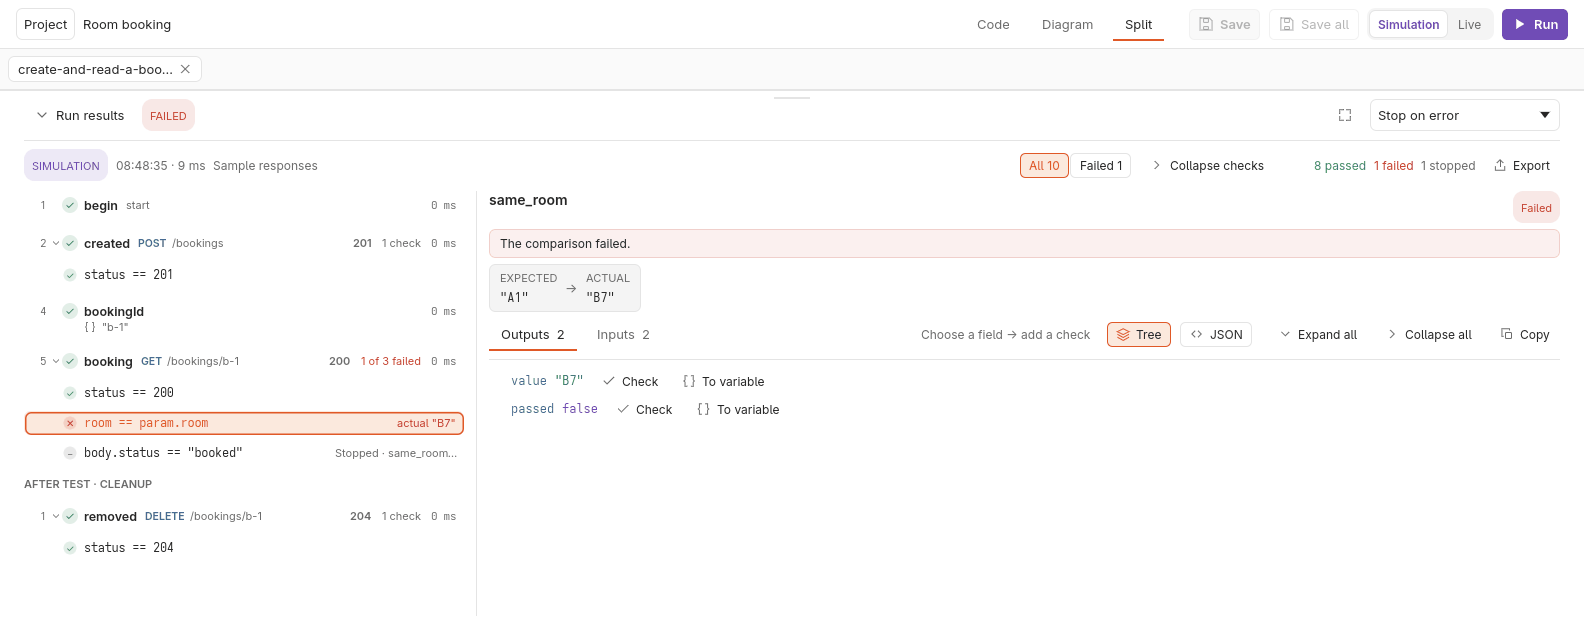 Project Room booking Code Diagram Split Save Save all Simulation Live Run
create-and-read-a-boo...
Run results FAILED Stop on error
SIMULATION 08:48:35 · 9 ms Sample responses All 10 Failed 1 Collapse checks 8 passed 1 failed 1 stopped Export
1 begin start 0 ms
2 created POST /bookings 201 1 check 0 ms
status == 201
4 bookingId 0 ms
{ } "b-1"
5 booking GET /bookings/b-1 200 1 of 3 failed 0 ms
status == 200
room == param.room actual "B7"
body.status == "booked" Stopped · same_room...
AFTER TEST · CLEANUP
1 removed DELETE /bookings/b-1 204 1 check 0 ms
status == 204
same_room Failed
The comparison failed.
EXPECTED → ACTUAL
"A1" "B7"
Outputs 2 Inputs 2 Choose a field → add a check Tree JSON Expand all Collapse all Copy
value "B7" Check {} To variable
passed false Check {} To variable